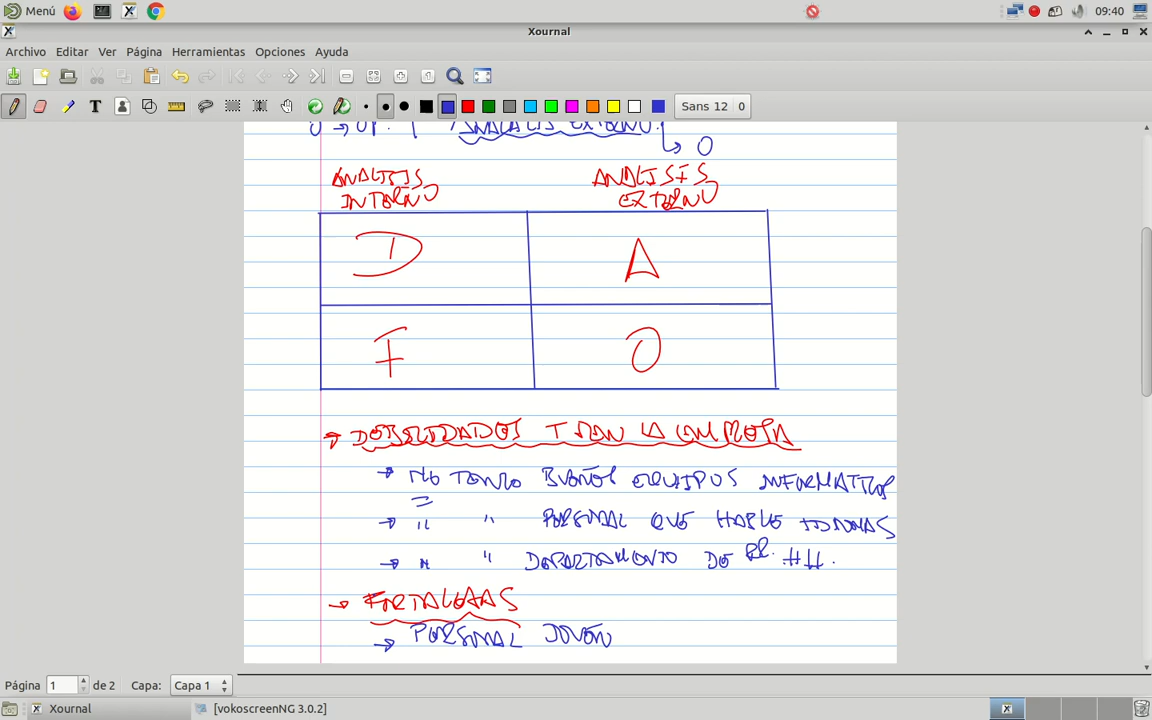 Menú 09:40
Xournal
Archivo Editar Ver Página Herramientas Opciones Ayuda
Sans 12 0
ANALISIS EXTERNO.
O
ANALISIS
INTERNO
ANALISIS
EXTERNO
D A
F O
→ DEBILIDADES LA EMPRESA
→ NO TENGO BUENOS EQUIPOS INFORMATICOS
→ " " PERSONAL QUE HABLE IDIOMAS
→ " " DEPARTAMENTO DE RR. HH.
→ FORTALEZAS
→ PERSONAL JOVEN
Página 1 de 2 Capa: Capa 1
Xournal [vokoscreenNG 3.0.2]